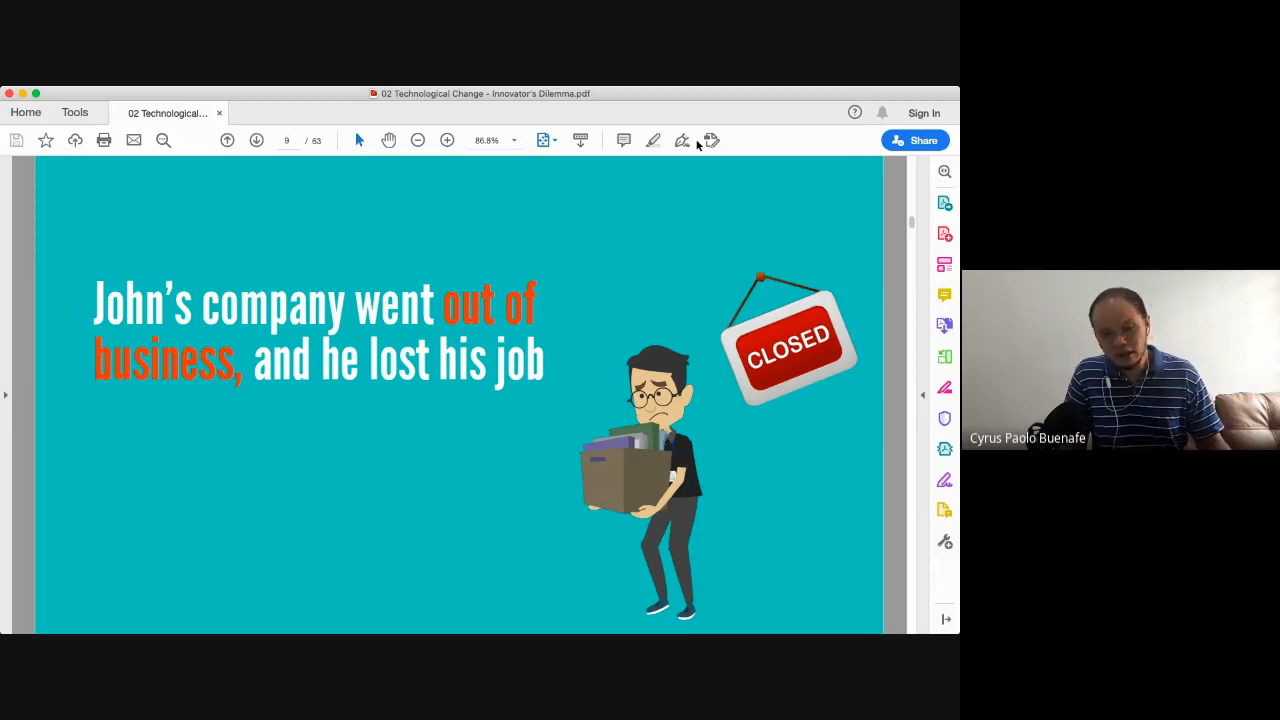 02 Technological Change - Innovator's Dilemma.pdf
Home
Tools
02 Technological... ×
Sign In
9 / 63
86.8%
Share
John's company went out of
business, and he lost his job
CLOSED
Cyrus Paolo Buenafe